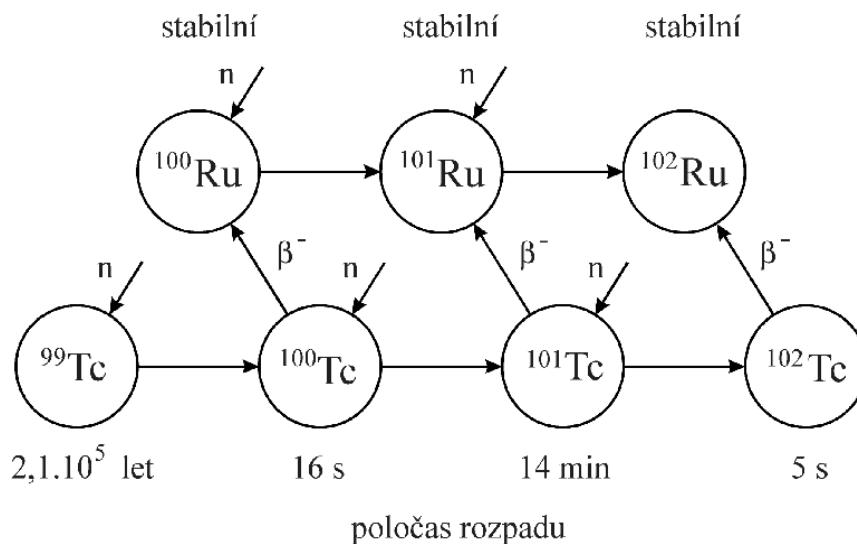 stabilní stabilní stabilní
n n
¹⁰⁰Ru ¹⁰¹Ru ¹⁰²Ru
n β⁻ n β⁻ n β⁻
⁹⁹Tc ¹⁰⁰Tc ¹⁰¹Tc ¹⁰²Tc
2,1.10⁵ let 16 s 14 min 5 s
poločas rozpadu